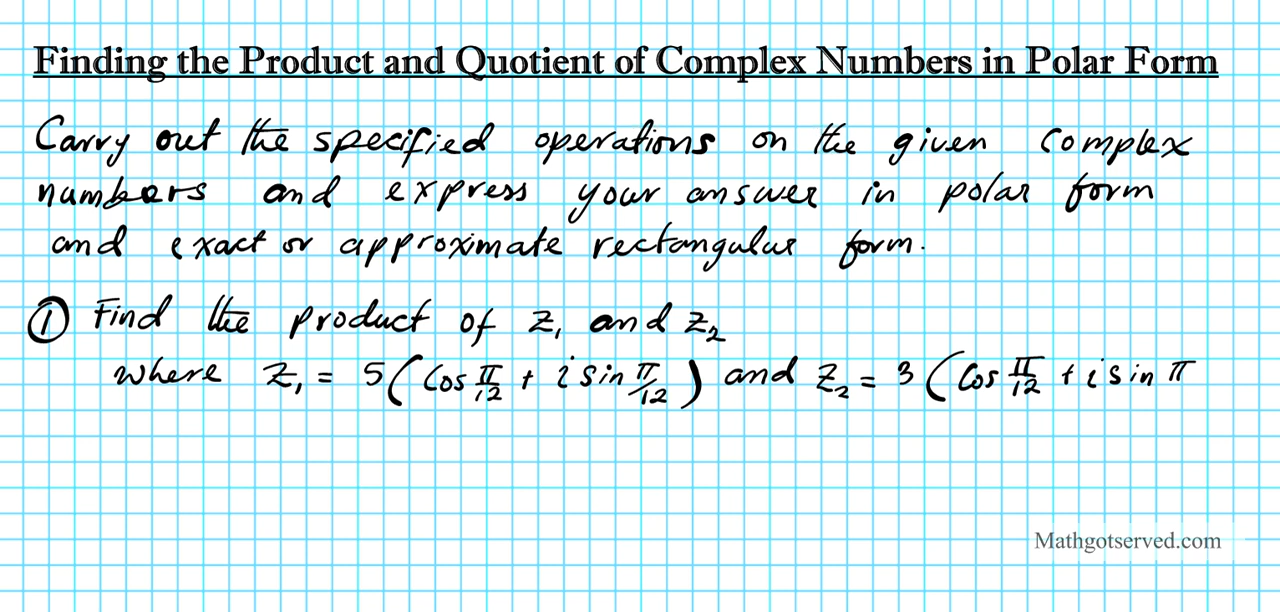 Finding the Product and Quotient of Complex Numbers in Polar Form
Carry out the specified operations on the given complex
numbers and express your answer in polar form
and exact or approximate rectangular form.
① Find the product of z₁ and z₂
where z₁ = 5 (Cos π/12 + i sin π/12) and z₂ = 3 (Cos π/12 + i sin π
Mathgotserved.com